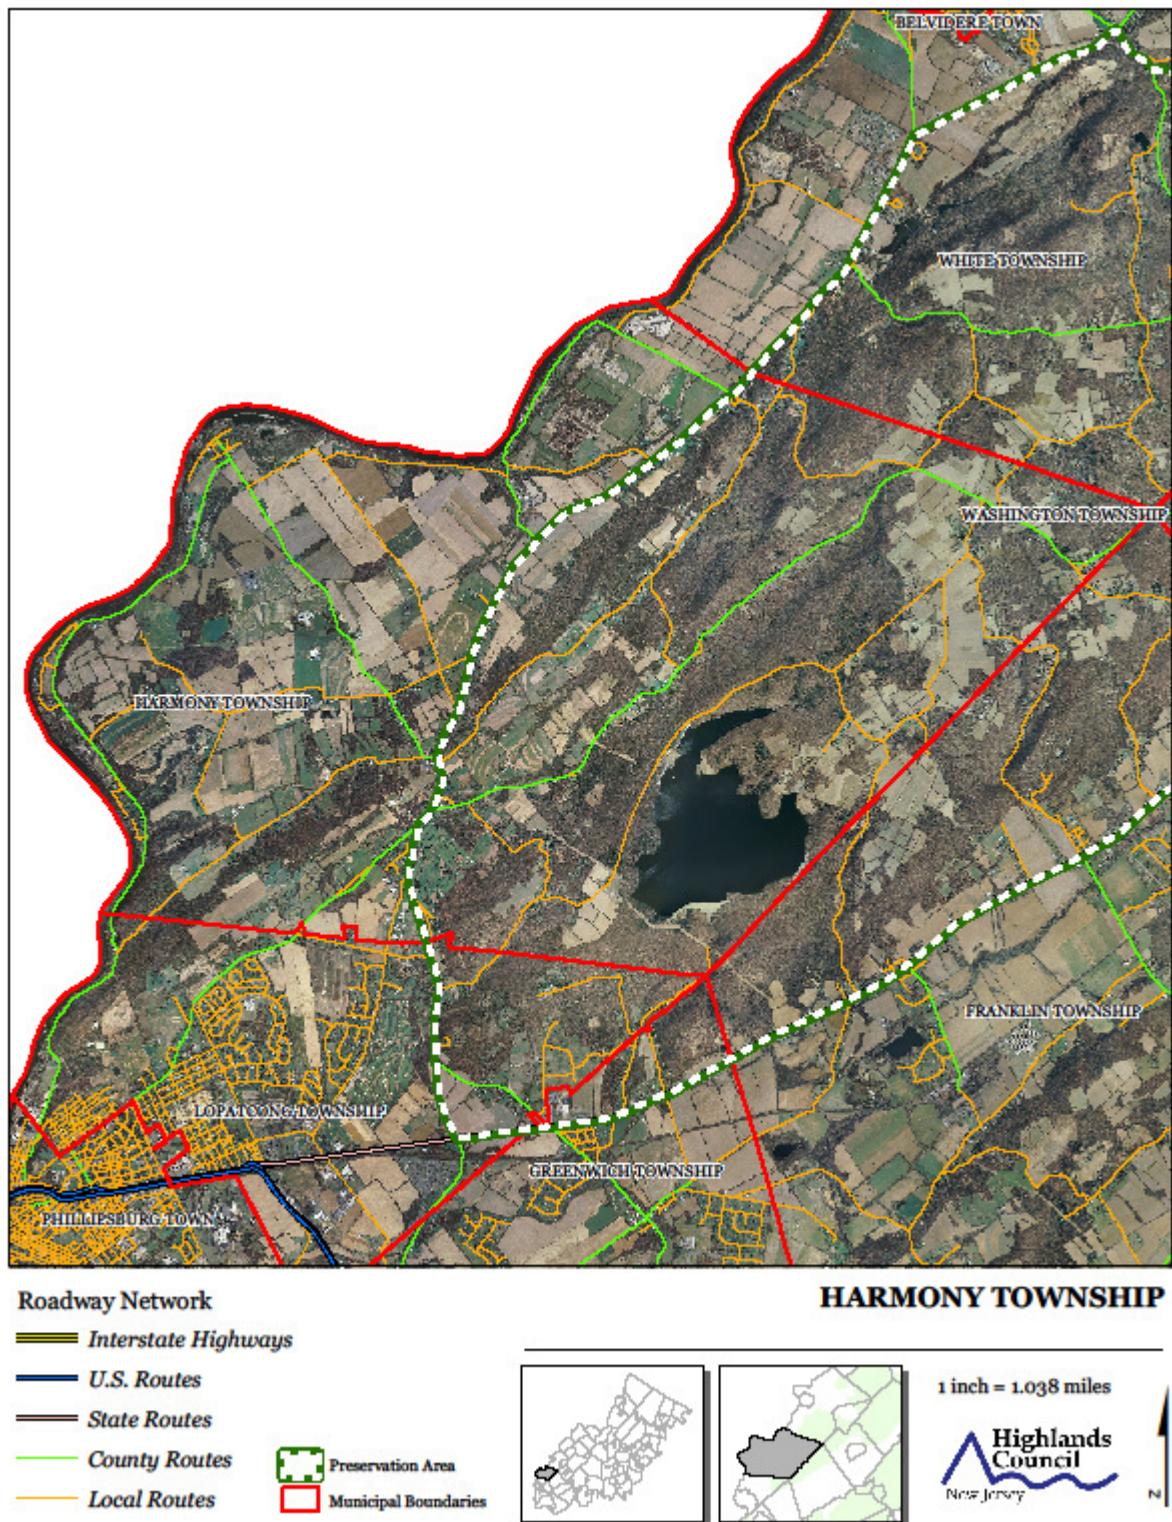 BELVIDERE TOWN
WHITE TOWNSHIP
WASHINGTON TOWNSHIP
HARMONY TOWNSHIP
FRANKLIN TOWNSHIP
LOPATCONG TOWNSHIP
GREENWICH TOWNSHIP
PHILLIPSBURG TOWN
Roadway Network
HARMONY TOWNSHIP
Interstate Highways
U.S. Routes
State Routes
County Routes
Local Routes
Preservation Area
Municipal Boundaries
1 inch = 1.038 miles
Highlands
Council
New Jersey
N